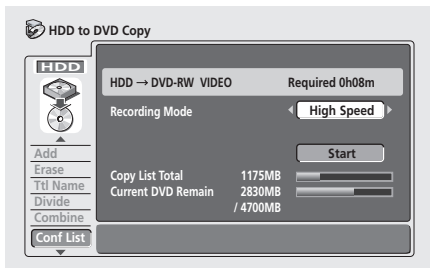 HDD to DVD Copy
HDD
HDD → DVD-RW VIDEO Required 0h08m
Recording Mode High Speed
Start
Add
Erase
Ttl Name
Divide
Combine
Conf List
Copy List Total 1175MB
Current DVD Remain 2830MB
/ 4700MB